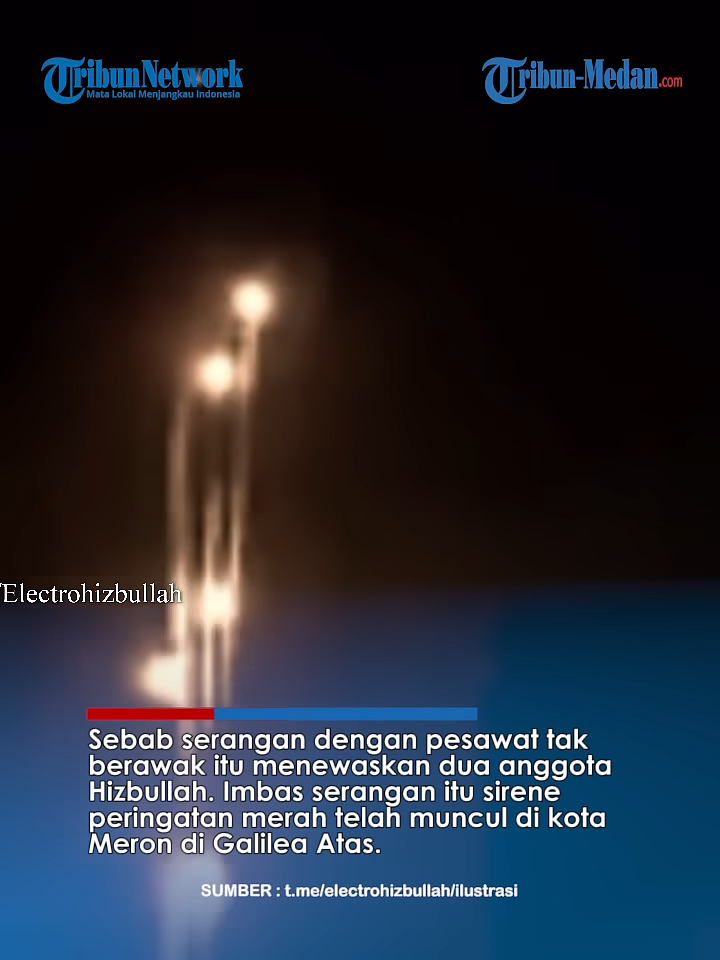 TribunNetwork
Mata Lokal Menjangkau Indonesia
Tribun-Medan.com
Electrohizbullah
Sebab serangan dengan pesawat tak
berawak itu menewaskan dua anggota
Hizbullah. Imbas serangan itu sirene
peringatan merah telah muncul di kota
Meron di Galilea Atas.
SUMBER : t.me/electrohizbullah/ilustrasi